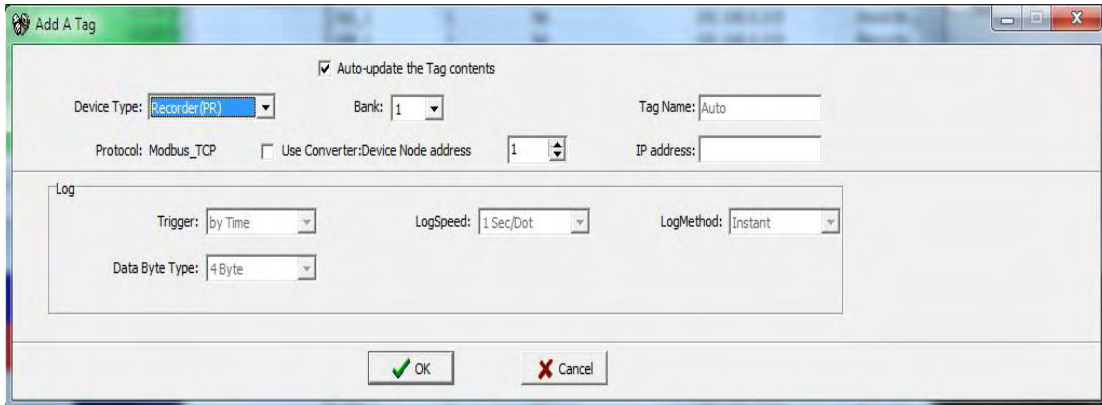 Add A Tag
Auto-update the Tag contents
Device Type: Recorder(PR) Bank: 1 Tag Name: Auto
Protocol: Modbus_TCP Use Converter:Device Node address 1 IP address:
Log
Trigger: by Time LogSpeed: 1 Sec/Dot LogMethod: Instant
Data Byte Type: 4 Byte
OK Cancel